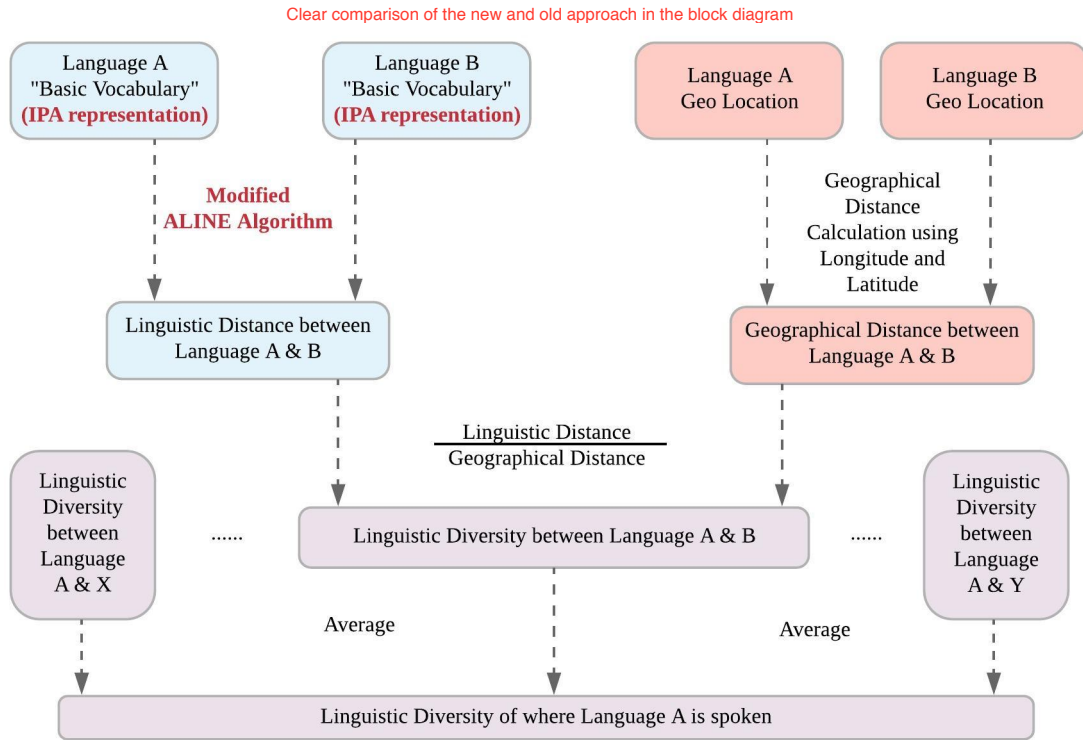 Clear comparison of the new and old approach in the block diagram
Language A
"Basic Vocabulary"
(IPA representation)
Language B
"Basic Vocabulary"
(IPA representation)
Language A
Geo Location
Language B
Geo Location
Modified
ALINE Algorithm
Geographical
Distance
Calculation using
Longitude and
Latitude
Linguistic Distance between
Language A & B
Geographical Distance between
Language A & B
Linguistic Distance
Geographical Distance
Linguistic
Diversity
between
Language
A & X
......
Linguistic Diversity between Language A & B
......
Linguistic
Diversity
between
Language
A & Y
Average
Average
Linguistic Diversity of where Language A is spoken